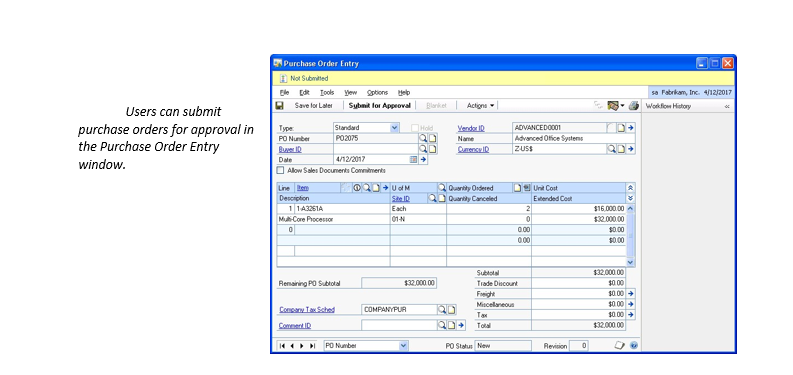 Users can submit
purchase orders for approval in
the Purchase Order Entry
window.
Purchase Order Entry
Not Submitted
File Edit Tools View Options Help
sa Fabrikam, Inc. 4/12/2017
Save for Later Submit for Approval Blanket Actions
Workflow History
Type: Standard Hold
Vendor ID ADVANCED0001
PO Number PO2075
Name Advanced Office Systems
Buyer ID
Currency ID Z-US$
Date 4/12/2017
Allow Sales Documents Commitments
Line Item U of M Quantity Ordered Unit Cost
Description Site ID Quantity Canceled Extended Cost
1 1-A3261A Each 2 $16,000.00
Multi-Core Processor 01-N 0 $32,000.00
0 0.00 $0.00
0.00 $0.00
Subtotal $32,000.00
Remaining PO Subtotal $32,000.00
Trade Discount $0.00
Freight $0.00
Miscellaneous $0.00
Company Tax Sched COMPANYPUR
Tax $0.00
Comment ID
Total $32,000.00
PO Number PO Status New Revision 0